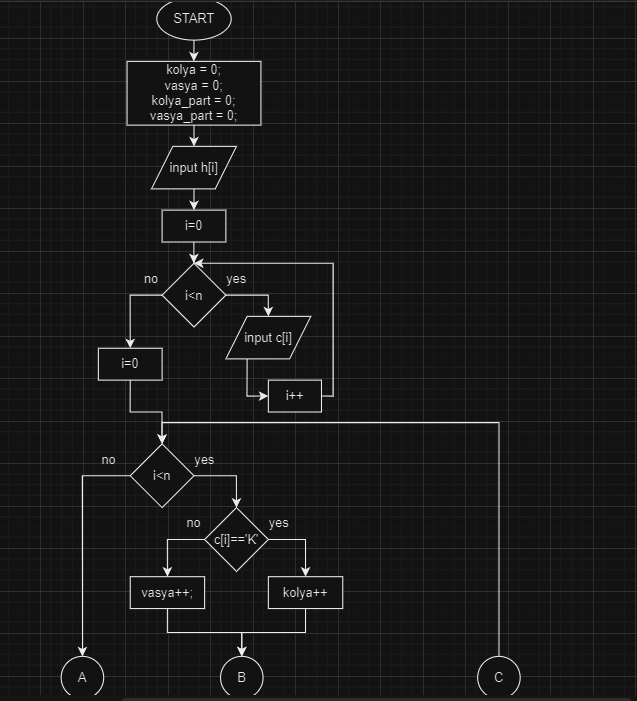 START
kolya = 0;
vasya = 0;
kolya_part = 0;
vasya_part = 0;
input h[i]
i=0
no
yes
i<n
input c[i]
i=0
i++
no
yes
i<n
no
yes
c[i]=='K'
vasya++;
kolya++
A
B
C